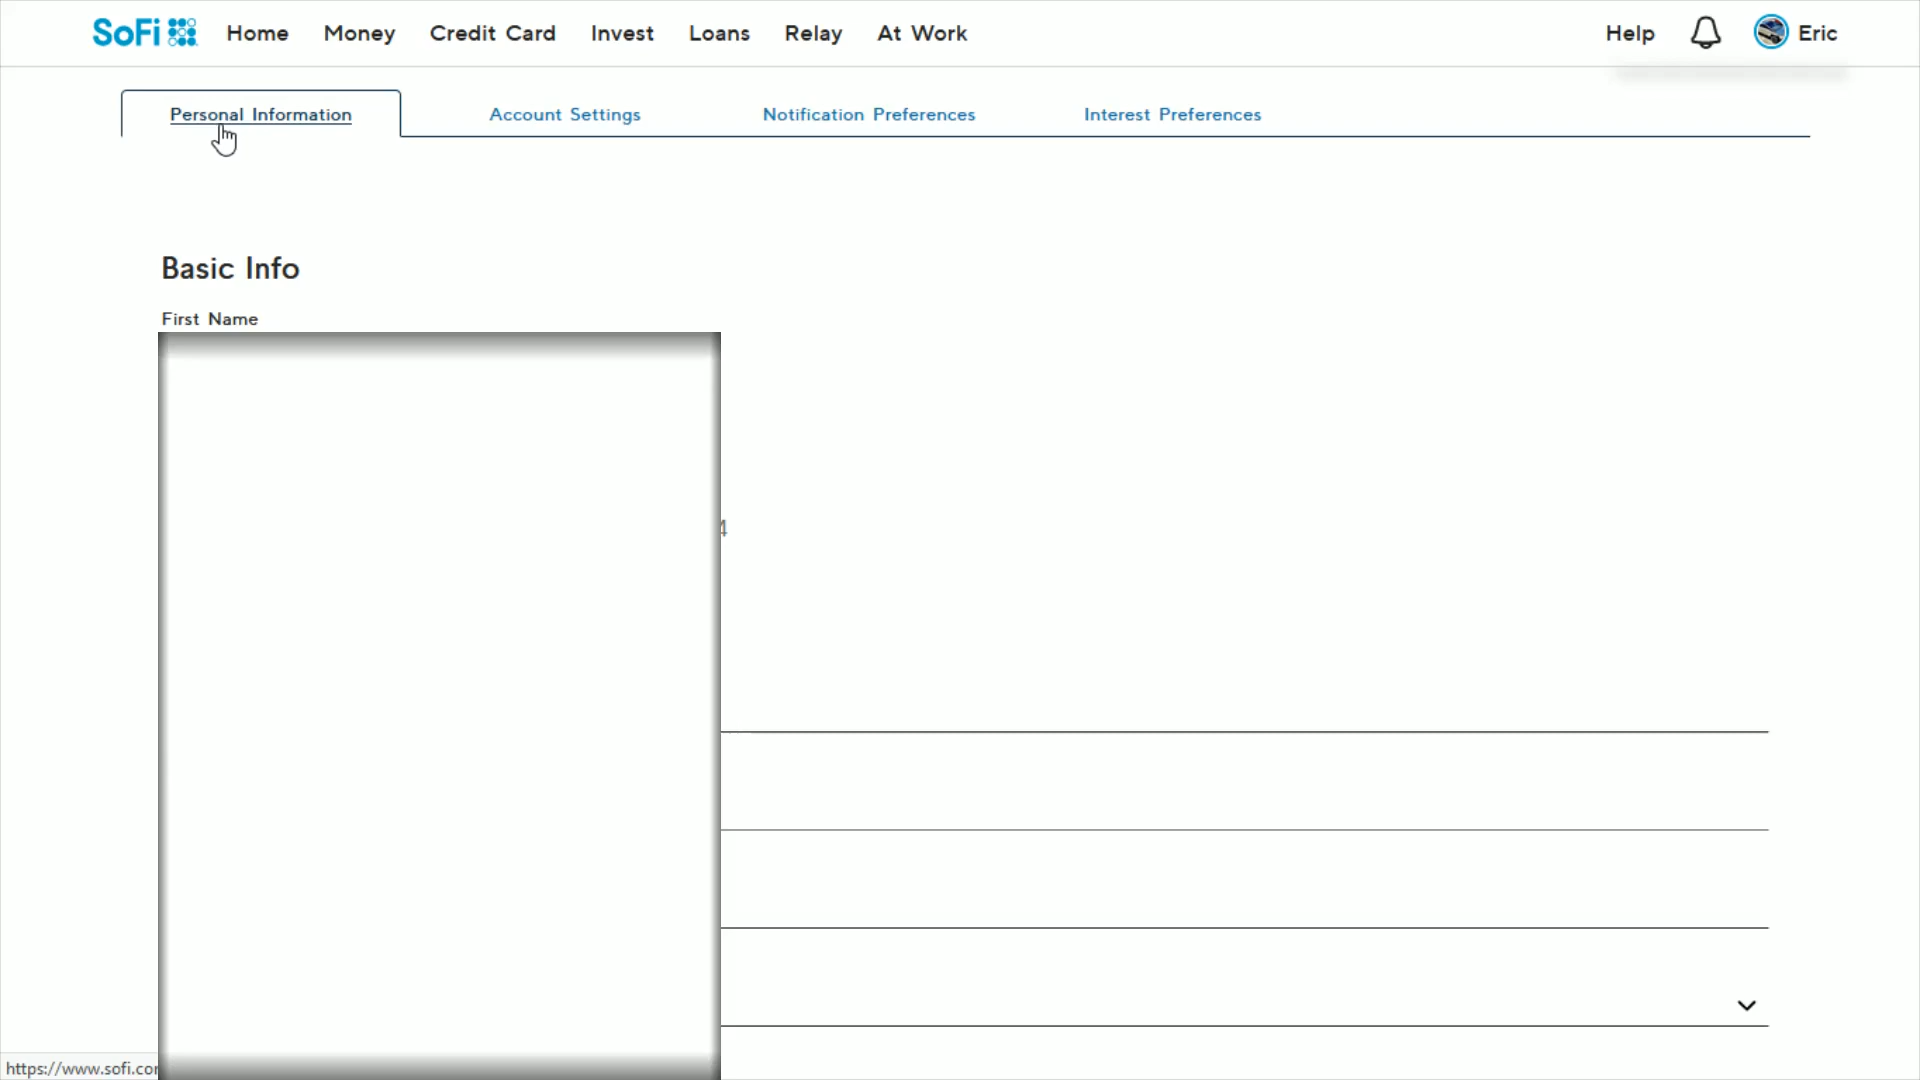 SoFi Home Money Credit Card Invest Loans Relay At Work Help Eric
Personal Information Account Settings Notification Preferences Interest Preferences
Basic Info
First Name
4
https://www.sofi.co